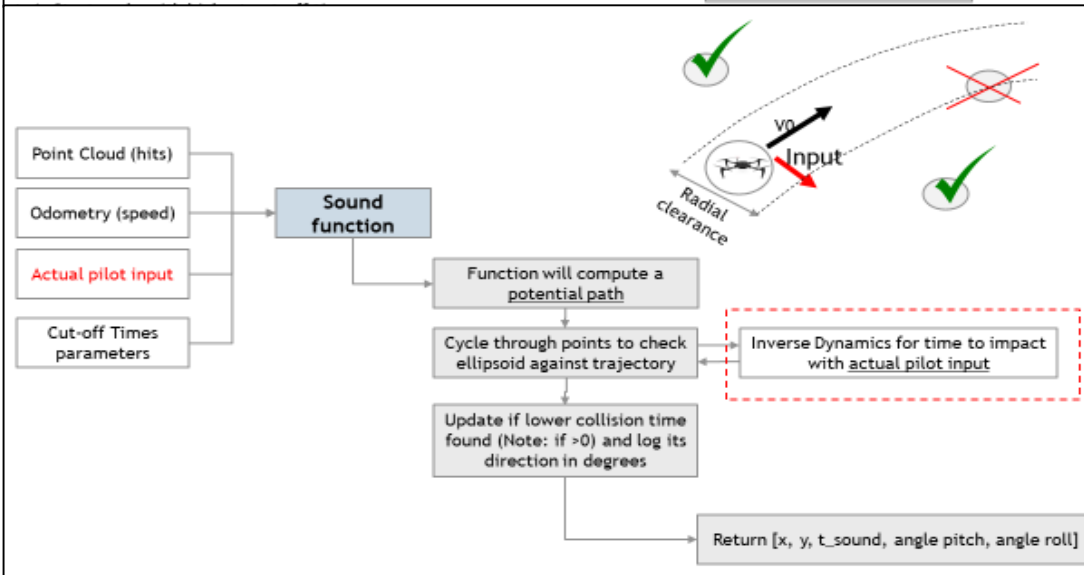 V0
Input
Radial
clearance
Point Cloud (hits)
Odometry (speed)
Actual pilot input
Cut-off Times
parameters
Sound
function
Function will compute a
potential path
Cycle through points to check
ellipsoid against trajectory
Inverse Dynamics for time to impact
with actual pilot input
Update if lower collision time
found (Note: if >0) and log its
direction in degrees
Return [x, y, t_sound, angle pitch, angle roll]